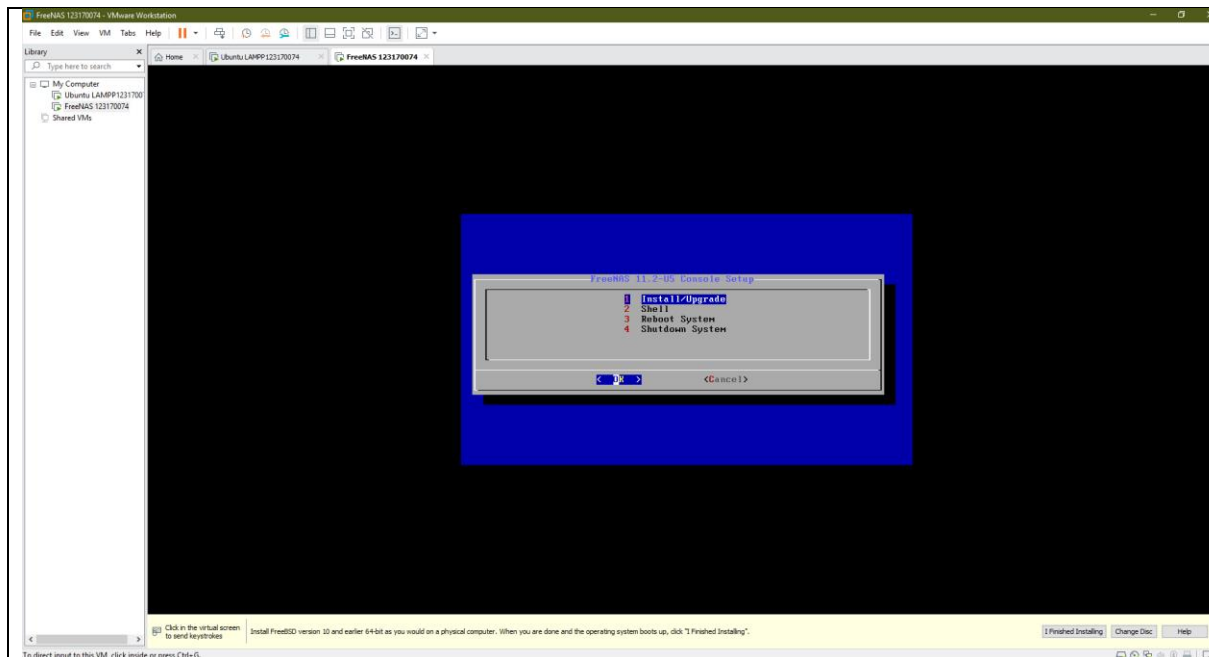 FreeNAS 123170074 - VMware Workstation
File Edit View VM Tabs Help
Library
Type here to search
Home
Ubuntu LAMPP123170074
FreeNAS 123170074
My Computer
Ubuntu LAMPP1231700
FreeNAS 123170074
Shared VMs
FreeNAS 11.2-U5 Console Setup
1 Install/Upgrade
2 Shell
3 Reboot System
4 Shutdown System
< OK > <Cancel>
Click in the virtual screen
to send keystrokes
Install FreeBSD version 10 and earlier 64-bit as you would on a physical computer. When you are done and the operating system boots up, click "I Finished Installing".
I Finished Installing Change Disc Help
To direct input to this VM, click inside or press Ctrl+G.